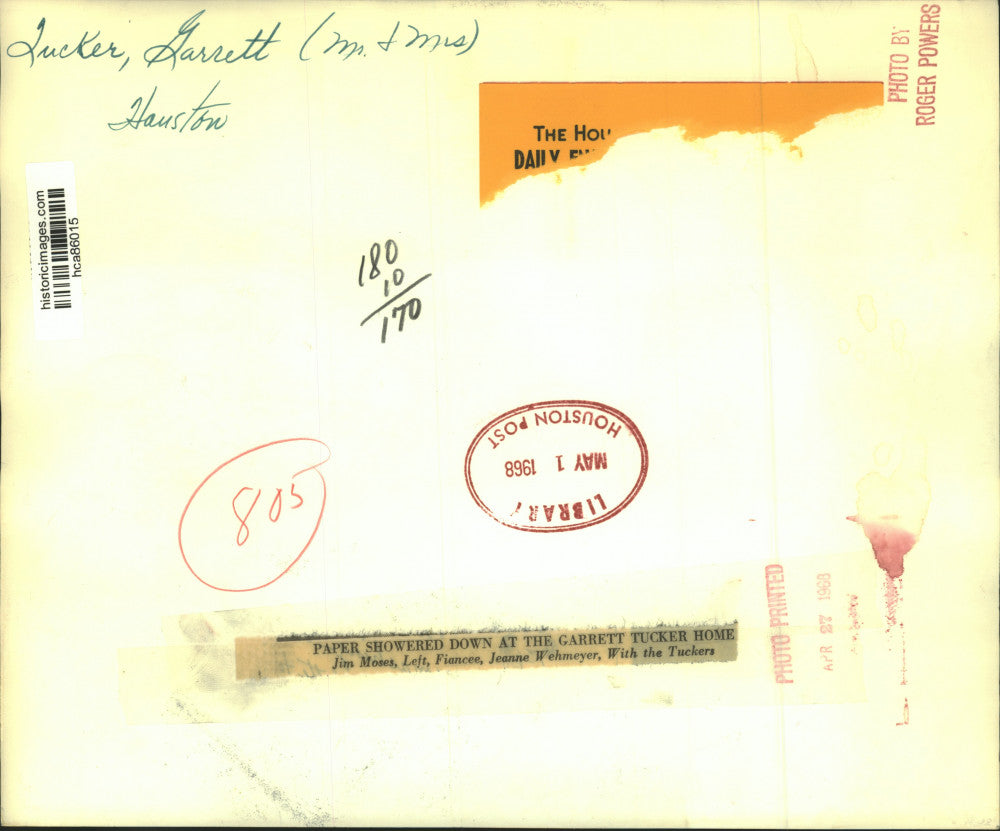 Tucker, Garrett (Mr. & Mrs)
Houston
PHOTO BY
ROGER POWERS
THE HOU
DAILY
historicimages.com
hca86015
180
10
170
HOUSTON POST
MAY 1 1968
LIBRARY
805
PHOTO PRINTED
APR 27 1968
PAPER SHOWERED DOWN AT THE GARRETT TUCKER HOME
Jim Moses, Left, Fiancee, Jeanne Wehmeyer, With the Tuckers